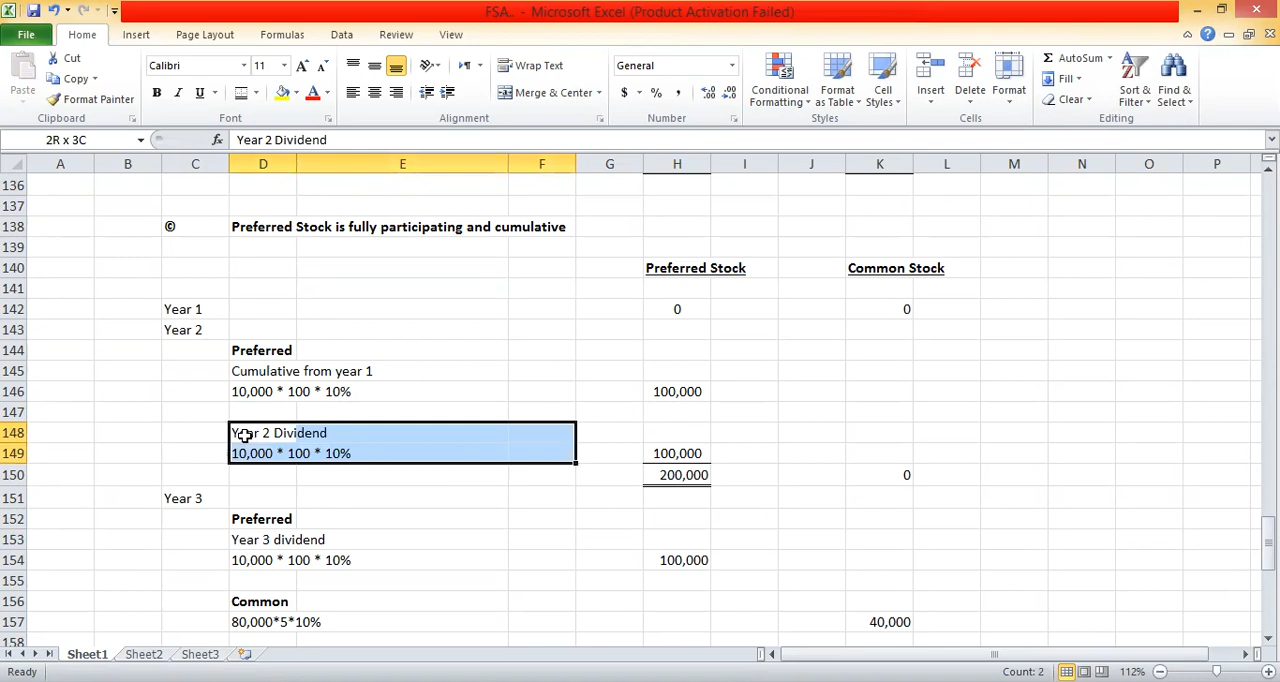 FSA.. - Microsoft Excel (Product Activation Failed)
File Home Insert Page Layout Formulas Data Review View
Paste
Cut
Copy
Format Painter
Clipboard
Calibri 11
B I U
Font
Wrap Text
Merge & Center
Alignment
General
$ % ,
Number
Conditional Formatting
Format as Table
Cell Styles
Styles
Insert Delete Format
Cells
AutoSum
Fill
Clear
Sort & Filter
Find & Select
Editing
2R x 3C fx Year 2 Dividend
A B C D E F G H I J K L M N O P
136
137
138 © Preferred Stock is fully participating and cumulative
139
140 Preferred Stock Common Stock
141
142 Year 1 0 0
143 Year 2
144 Preferred
145 Cumulative from year 1
146 10,000 * 100 * 10% 100,000
147
148 Year 2 Dividend
149 10,000 * 100 * 10% 100,000
150 200,000 0
151 Year 3
152 Preferred
153 Year 3 dividend
154 10,000 * 100 * 10% 100,000
155
156 Common
157 80,000*5*10% 40,000
158
Sheet1 Sheet2 Sheet3
Ready Count: 2 112%